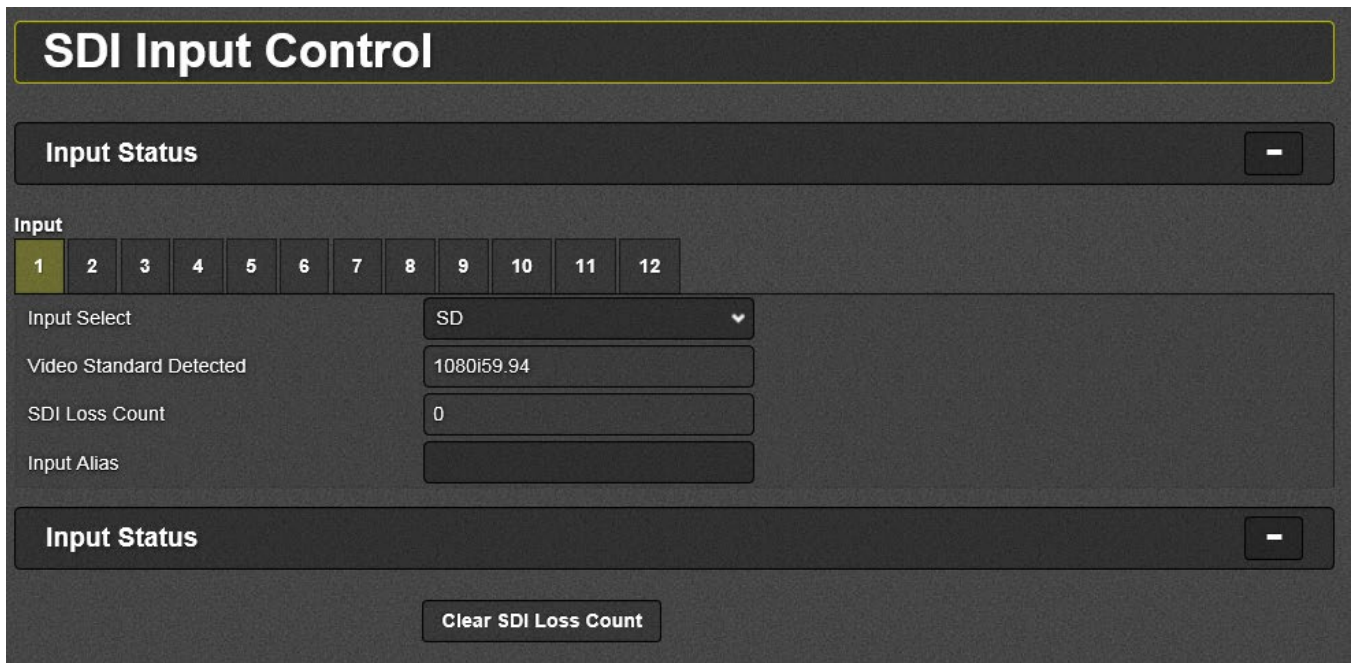 SDI Input Control
Input Status
-
Input
1 2 3 4 5 6 7 8 9 10 11 12
Input Select SD
Video Standard Detected 1080i59.94
SDI Loss Count 0
Input Alias
Input Status
-
Clear SDI Loss Count